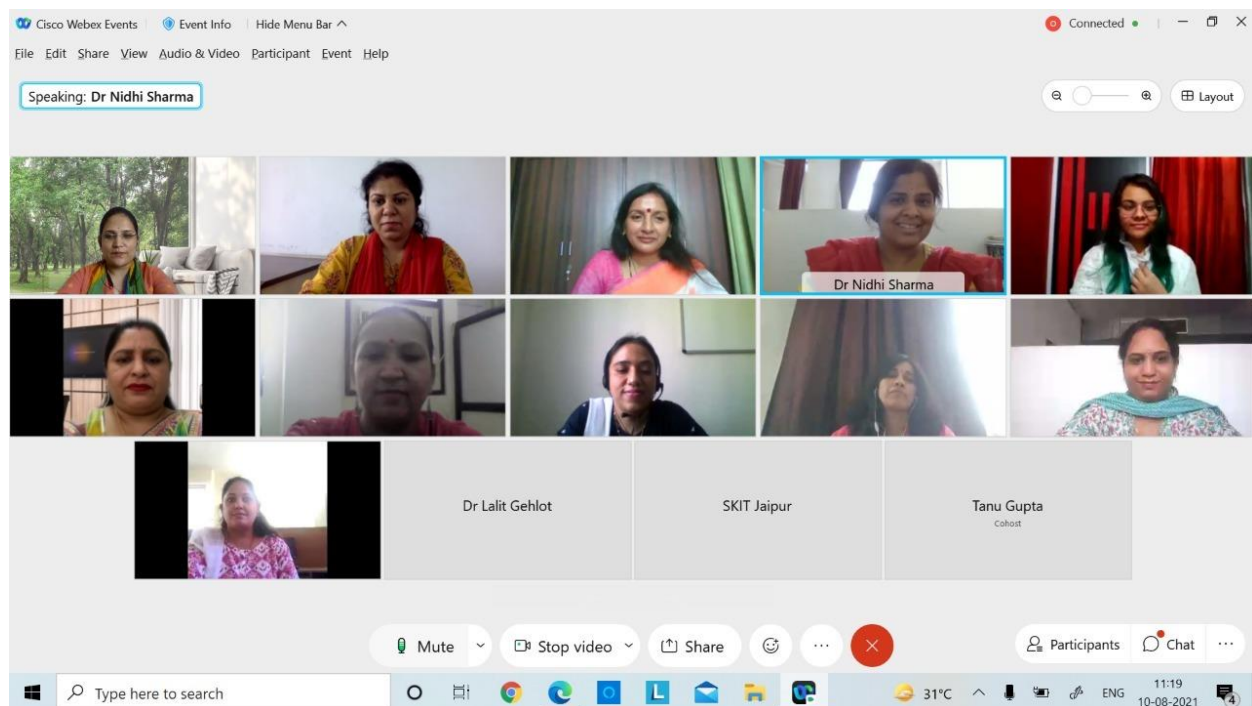 Cisco Webex Events Event Info Hide Menu Bar Connected
File Edit Share View Audio & Video Participant Event Help
Speaking: Dr Nidhi Sharma
Layout
Dr Nidhi Sharma
Dr Lalit Gehlot SKIT Jaipur Tanu Gupta
Cohost
Mute Stop video Share Participants Chat
Type here to search L 31°C ENG 11:19
10-08-2021 4